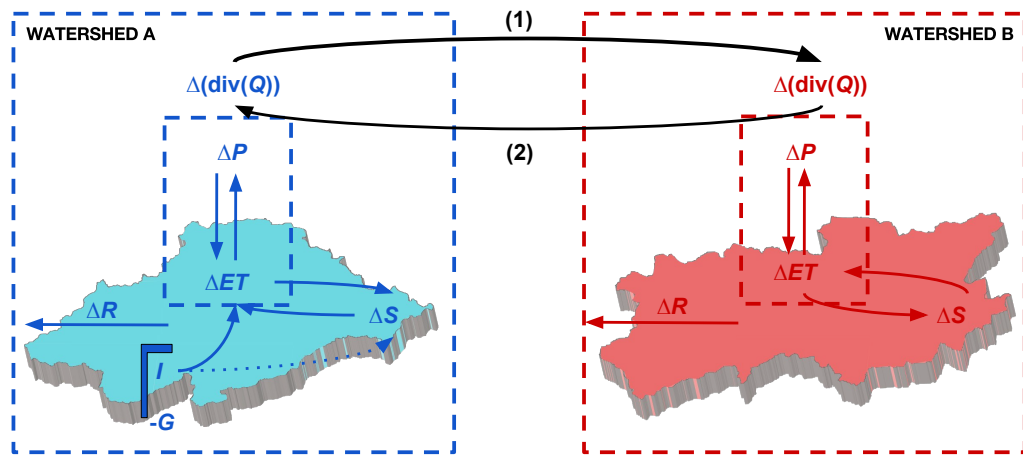 (1)
WATERSHED A
WATERSHED B
Δ(div(Q))
Δ(div(Q))
(2)
ΔP
ΔP
ΔET
ΔET
ΔR
ΔS
ΔR
ΔS
I
-G